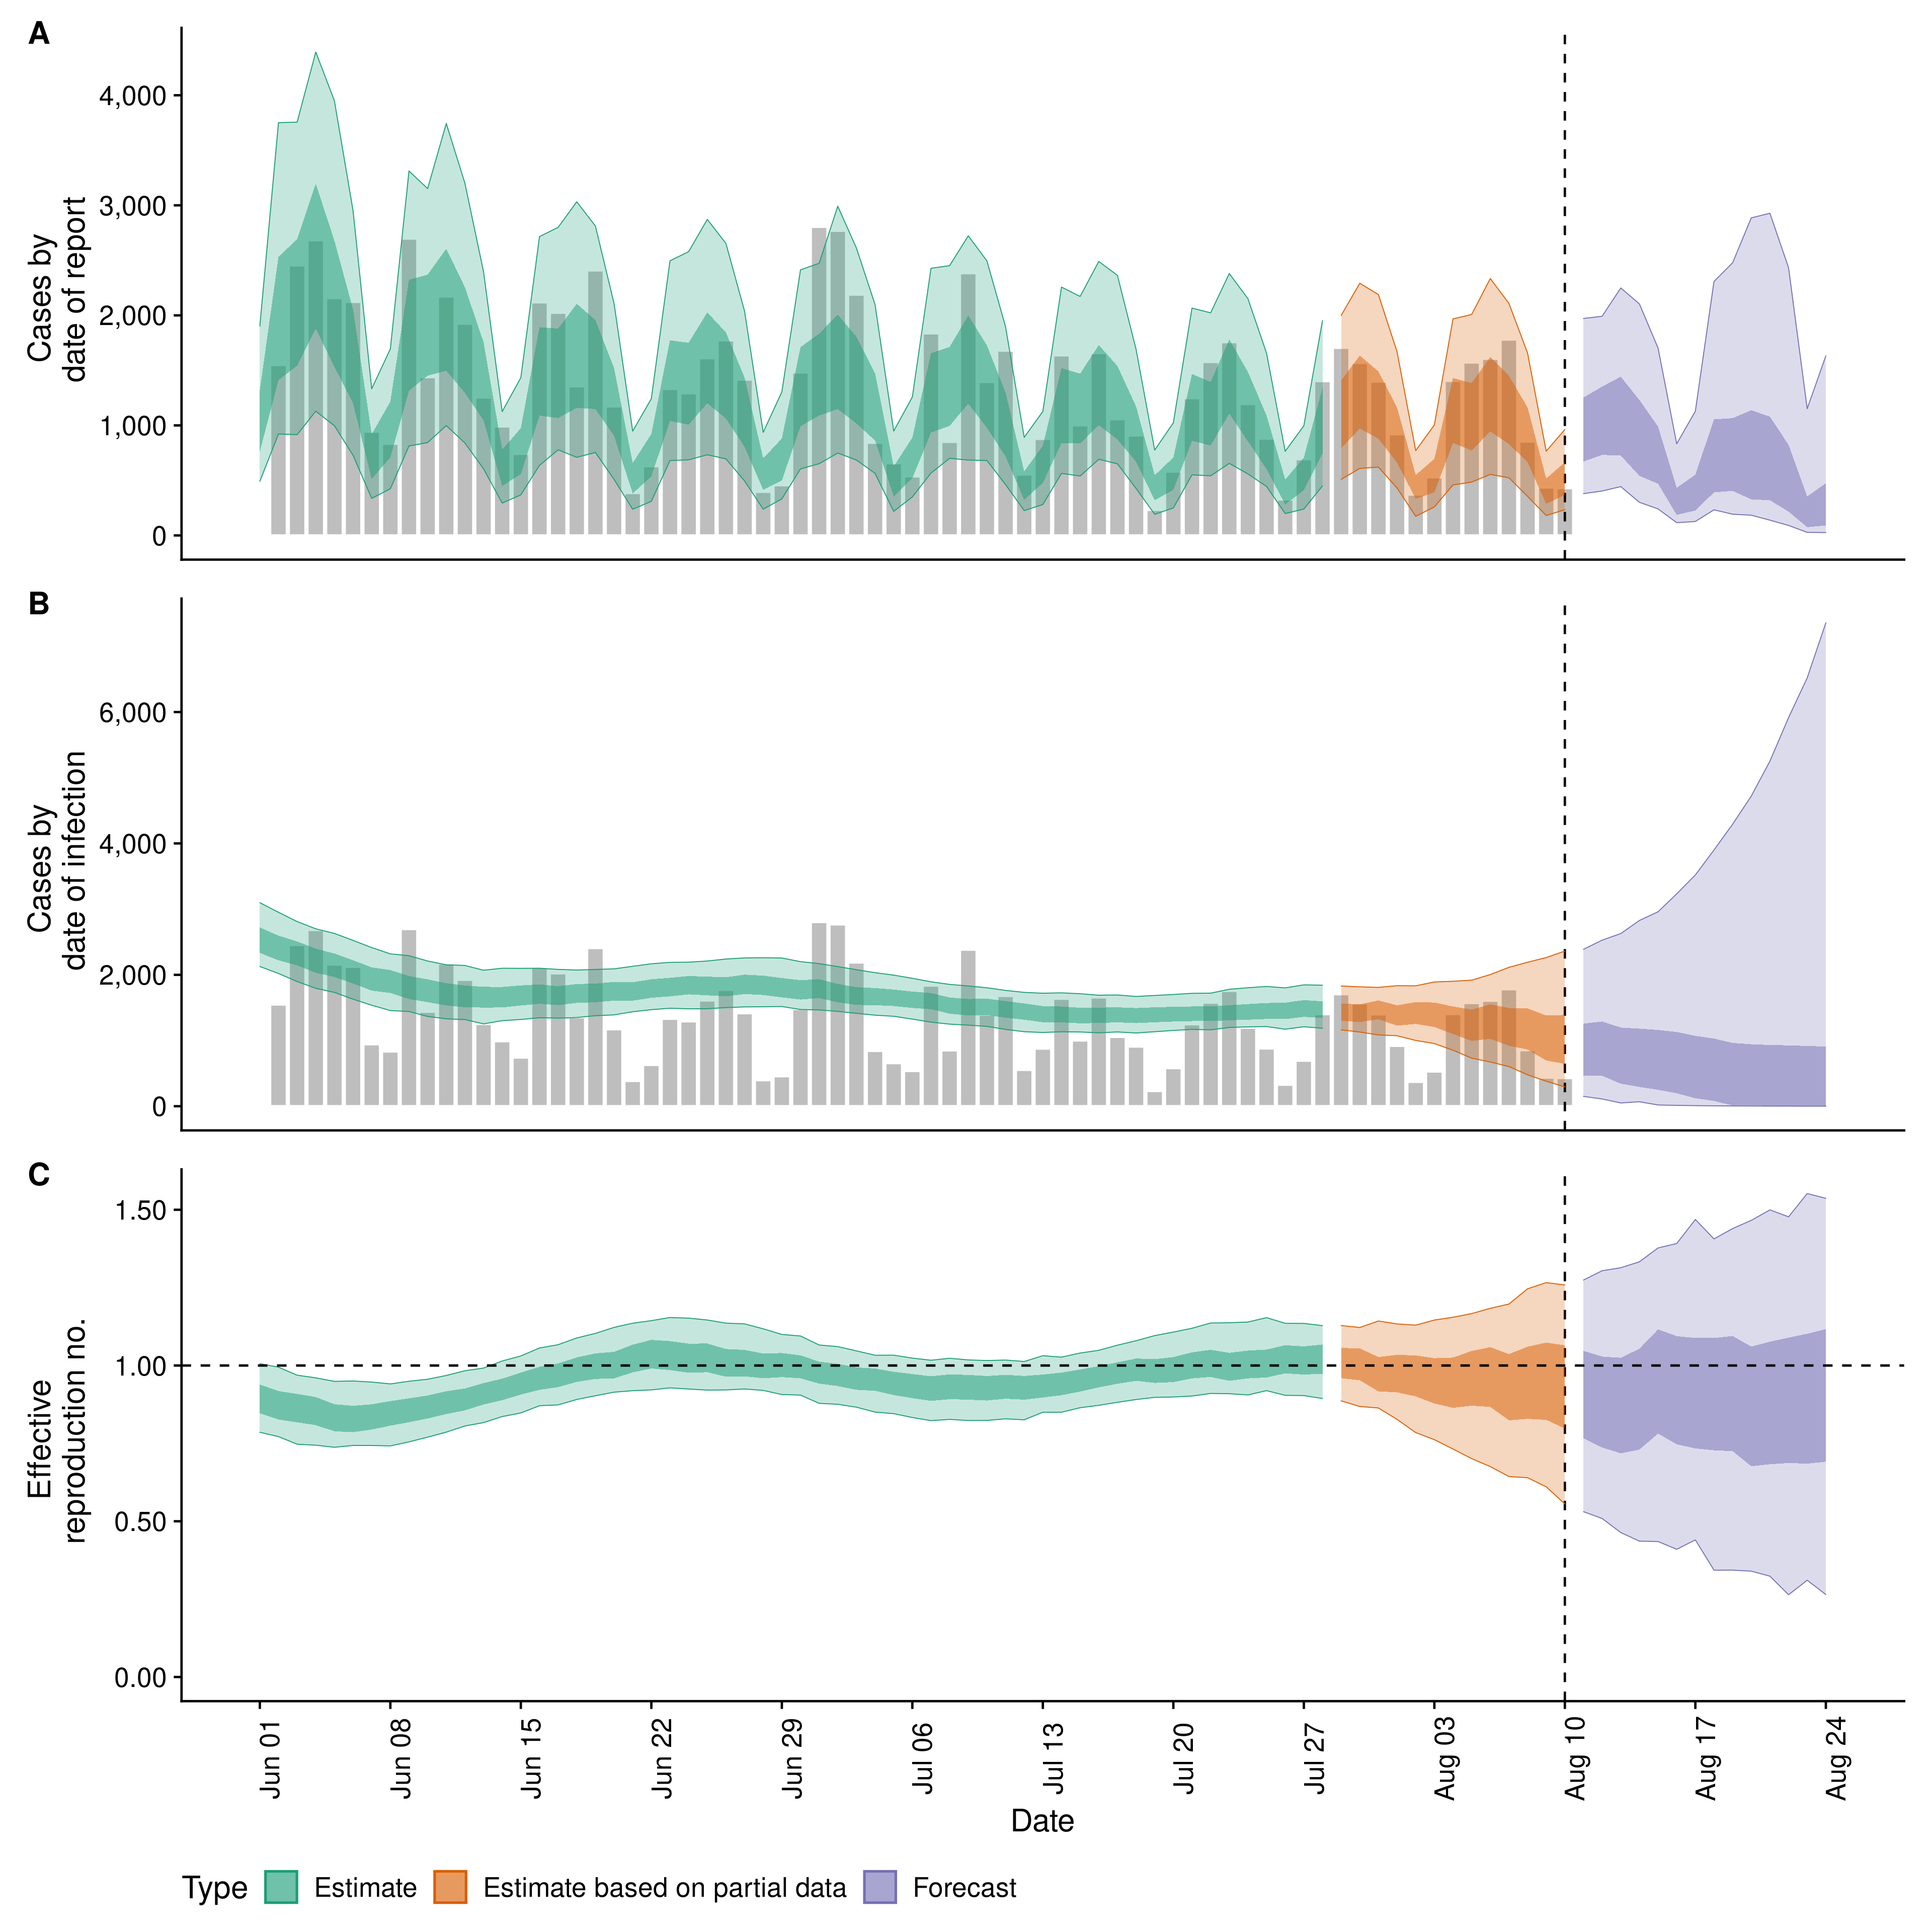 A
Cases by
date of report
4,000
3,000
2,000
1,000
0
B
Cases by
date of infection
6,000
4,000
2,000
0
C
Effective
reproduction no.
1.50
1.00
0.50
0.00
Jun 01
Jun 08
Jun 15
Jun 22
Jun 29
Jul 06
Jul 13
Jul 20
Jul 27
Aug 03
Aug 10
Aug 17
Aug 24
Date
Type Estimate Estimate based on partial data Forecast